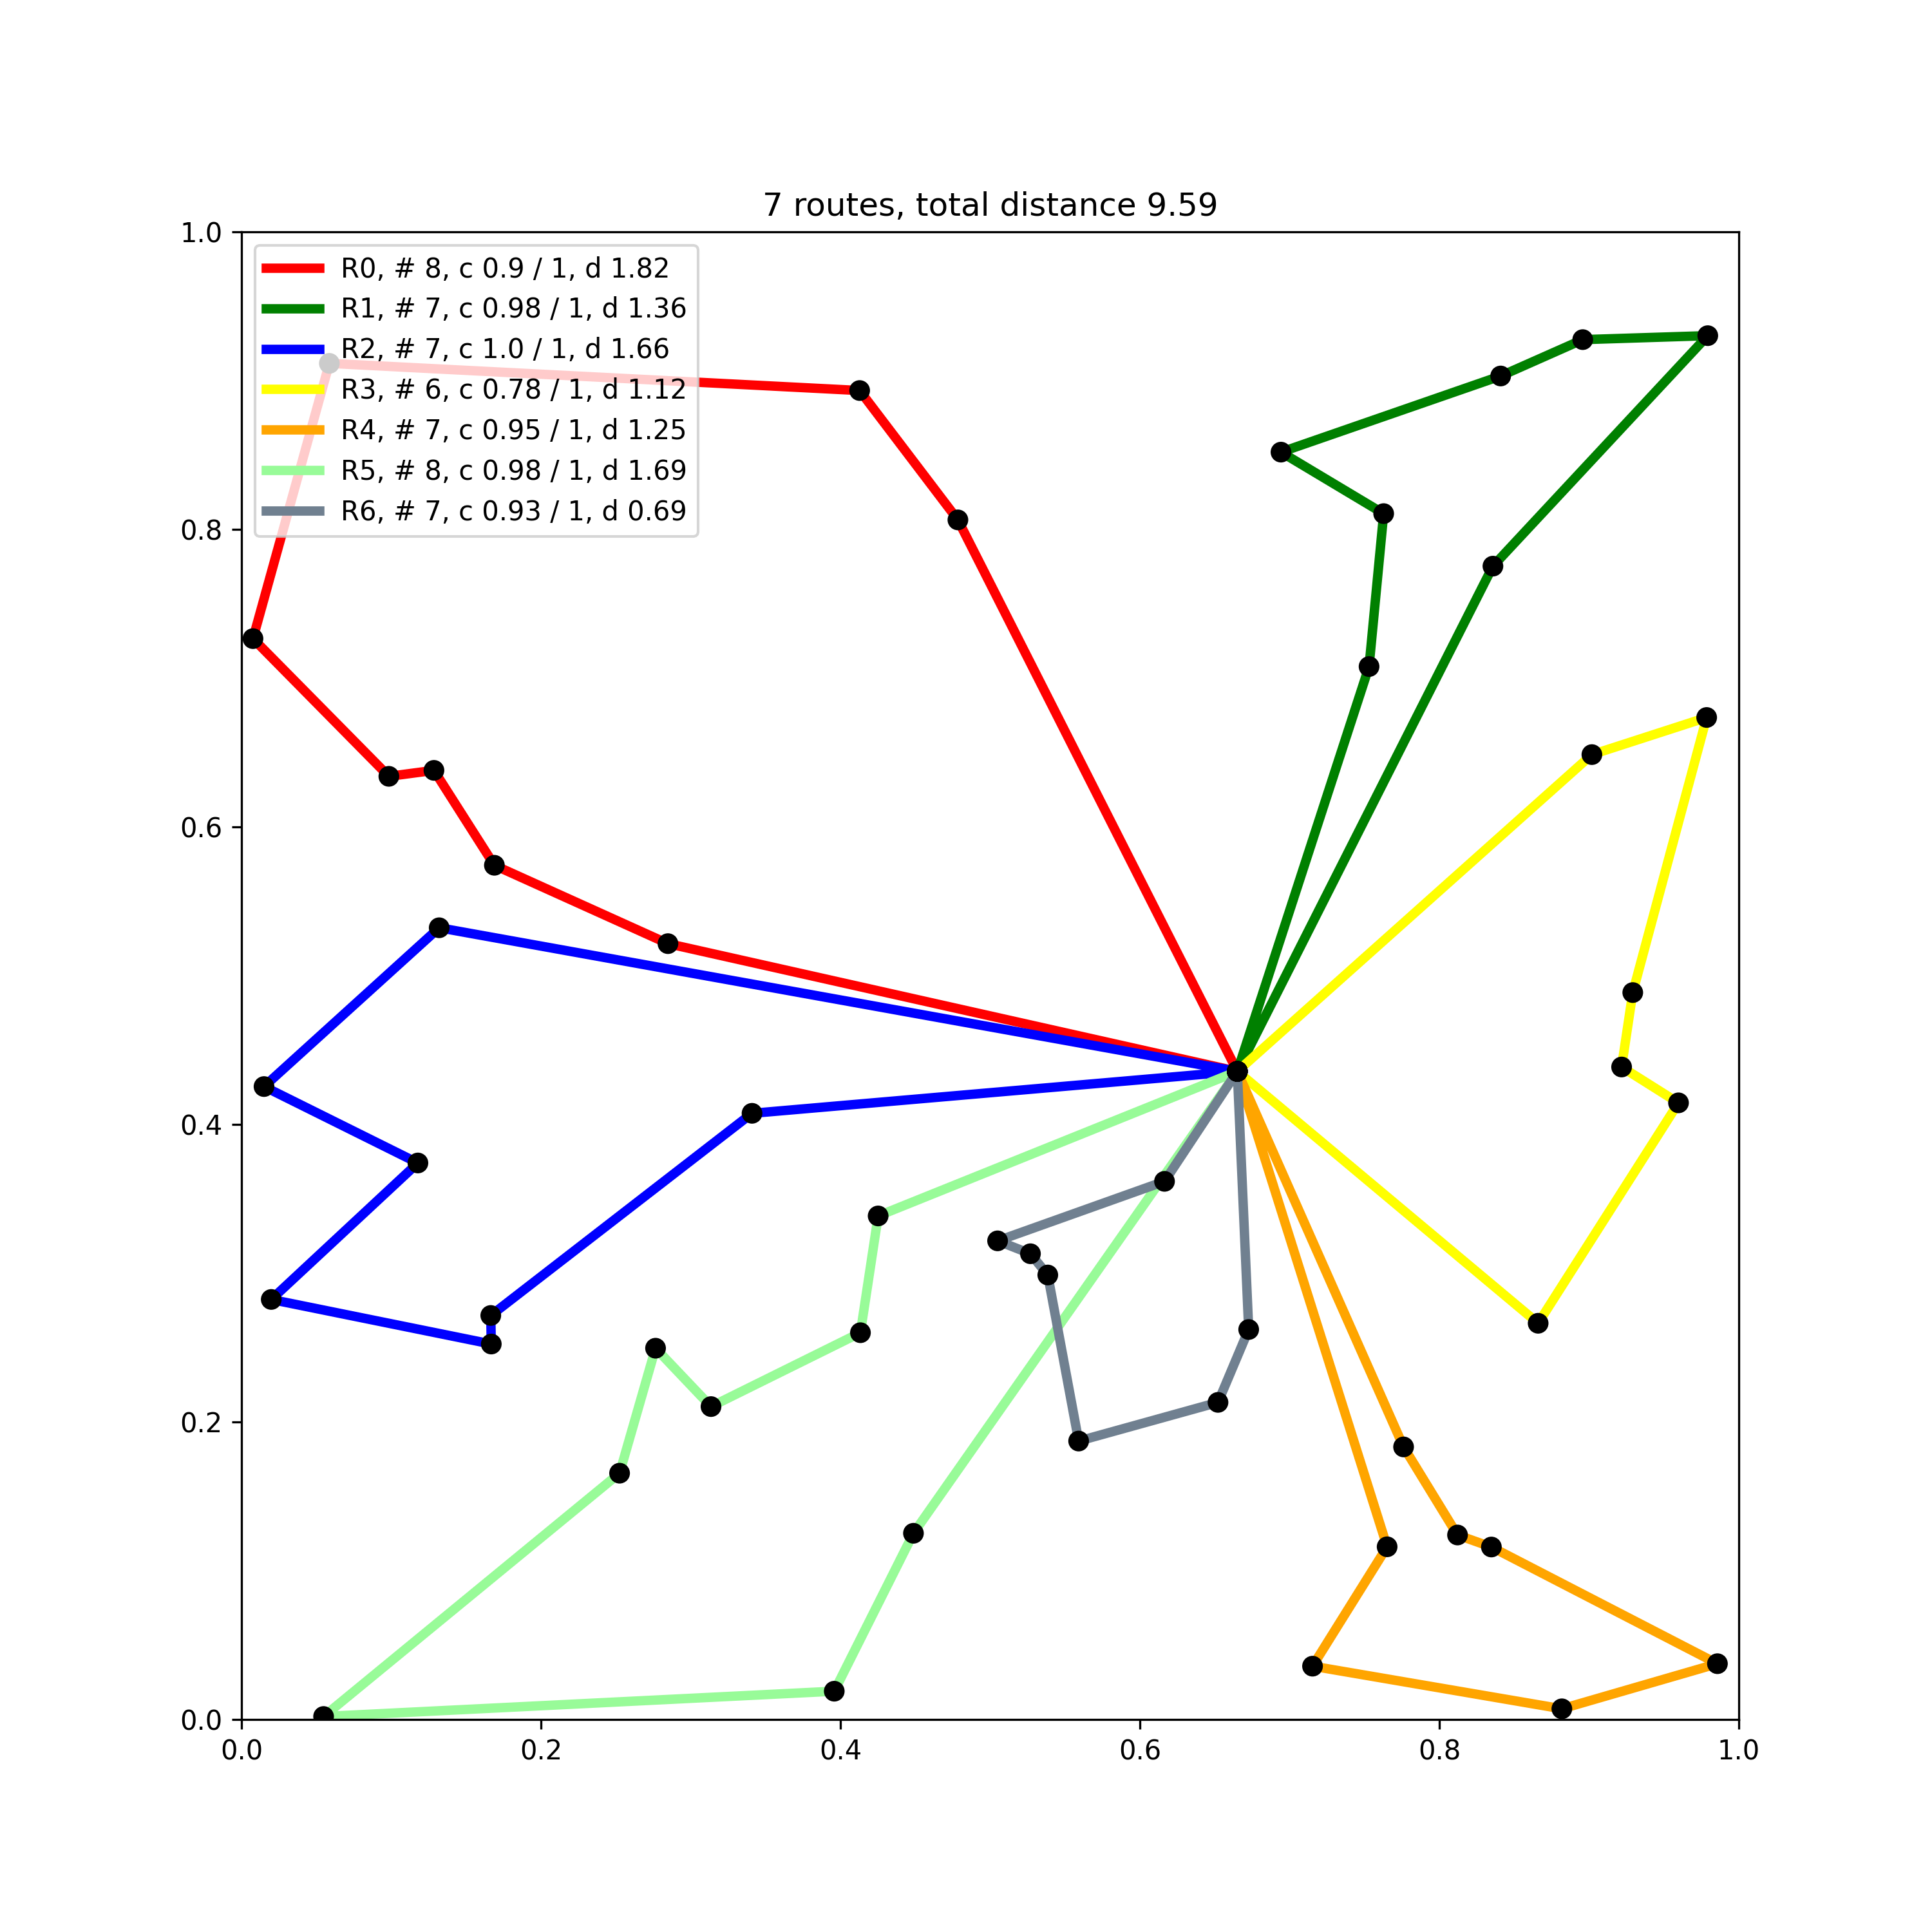 7 routes, total distance 9.59
1.0
R0, # 8, c 0.9 / 1, d 1.82
R1, # 7, c 0.98 / 1, d 1.36
R2, # 7, c 1.0 / 1, d 1.66
R3, # 6, c 0.78 / 1, d 1.12
R4, # 7, c 0.95 / 1, d 1.25
R5, # 8, c 0.98 / 1, d 1.69
R6, # 7, c 0.93 / 1, d 0.69
0.8
0.6
0.4
0.2
0.0
0.0 0.2 0.4 0.6 0.8 1.0